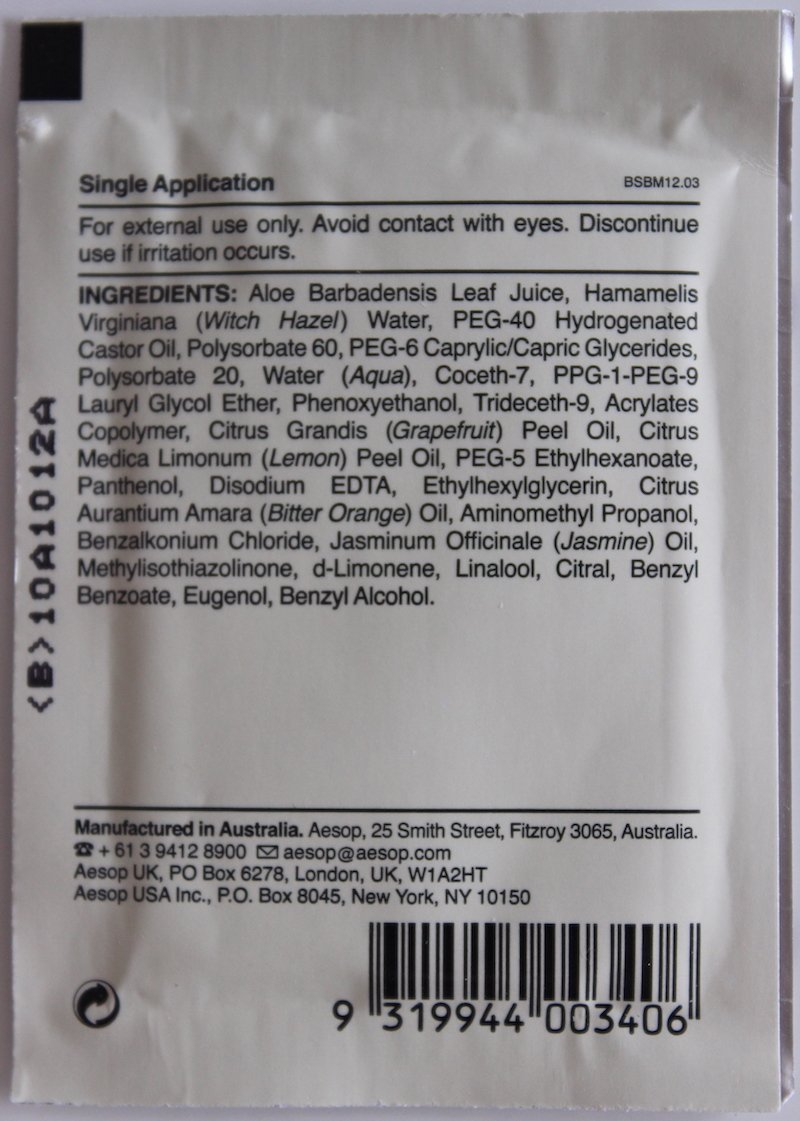 Single Application
BSBM12.03
For external use only. Avoid contact with eyes. Discontinue
use if irritation occurs.
INGREDIENTS: Aloe Barbadensis Leaf Juice, Hamamelis
Virginiana (Witch Hazel) Water, PEG-40 Hydrogenated
Castor Oil, Polysorbate 60, PEG-6 Caprylic/Capric Glycerides,
Polysorbate 20, Water (Aqua), Coceth-7, PPG-1-PEG-9
Lauryl Glycol Ether, Phenoxyethanol, Trideceth-9, Acrylates
Copolymer, Citrus Grandis (Grapefruit) Peel Oil, Citrus
Medica Limonum (Lemon) Peel Oil, PEG-5 Ethylhexanoate,
Panthenol, Disodium EDTA, Ethylhexylglycerin, Citrus
Aurantium Amara (Bitter Orange) Oil, Aminomethyl Propanol,
Benzalkonium Chloride, Jasminum Officinale (Jasmine) Oil,
Methylisothiazolinone, d-Limonene, Linalool, Citral, Benzyl
Benzoate, Eugenol, Benzyl Alcohol.
<B>10A1012A
Manufactured in Australia. Aesop, 25 Smith Street, Fitzroy 3065, Australia.
☎ + 61 3 9412 8900 ✉ aesop@aesop.com
Aesop UK, PO Box 6278, London, UK, W1A2HT
Aesop USA Inc., P.O. Box 8045, New York, NY 10150
9 319944 003406